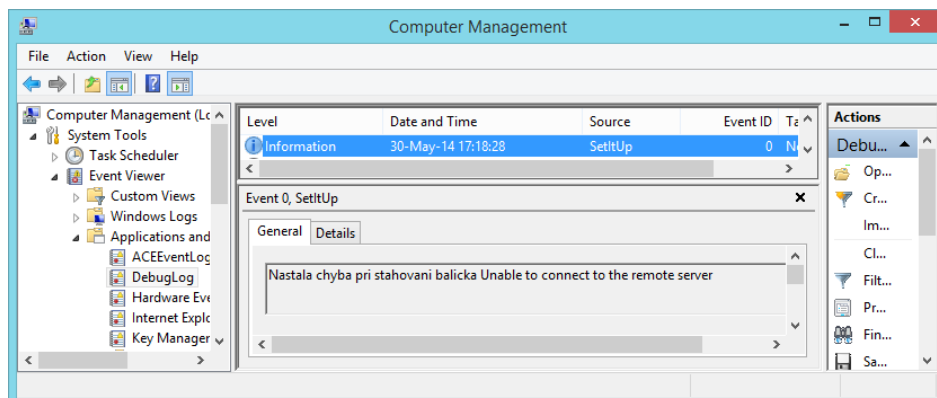 Computer Management
File Action View Help
Computer Management (Lc
System Tools
Task Scheduler
Event Viewer
Custom Views
Windows Logs
Applications and
ACEEventLog
DebugLog
Hardware Eve
Internet Explo
Key Manager
Level Date and Time Source Event ID Ta
Information 30-May-14 17:18:28 SetItUp 0 N
Event 0, SetItUp
General Details
Nastala chyba pri stahovani balicka Unable to connect to the remote server
Actions
Debu...
Op...
Cr...
Im...
Cl...
Filt...
Pr...
Fin...
Sa...